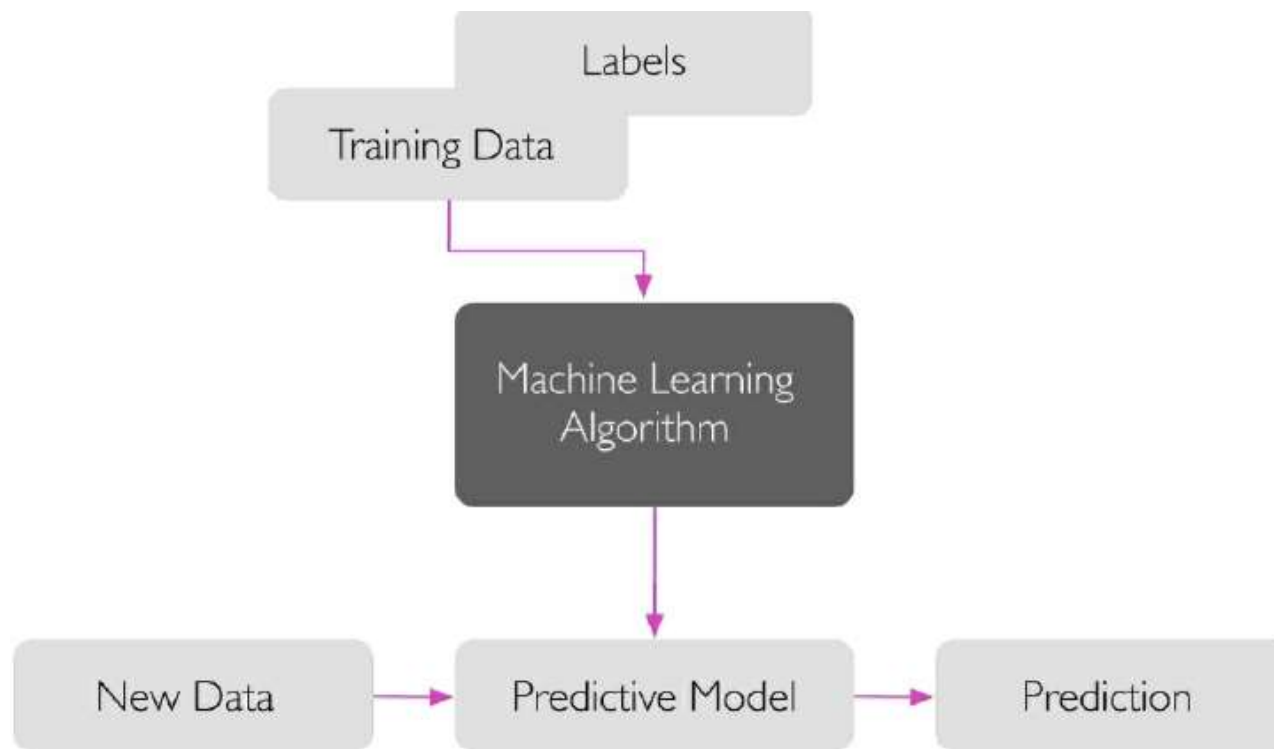 Labels
Training Data
Machine Learning
Algorithm
New Data
Predictive Model
Prediction